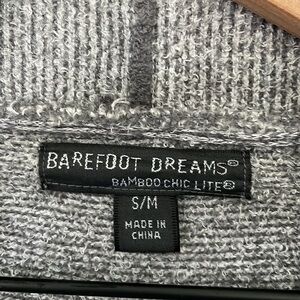 BAREFOOT DREAMS®
BAMBOO CHIC LITE®
S/M
MADE IN
CHINA